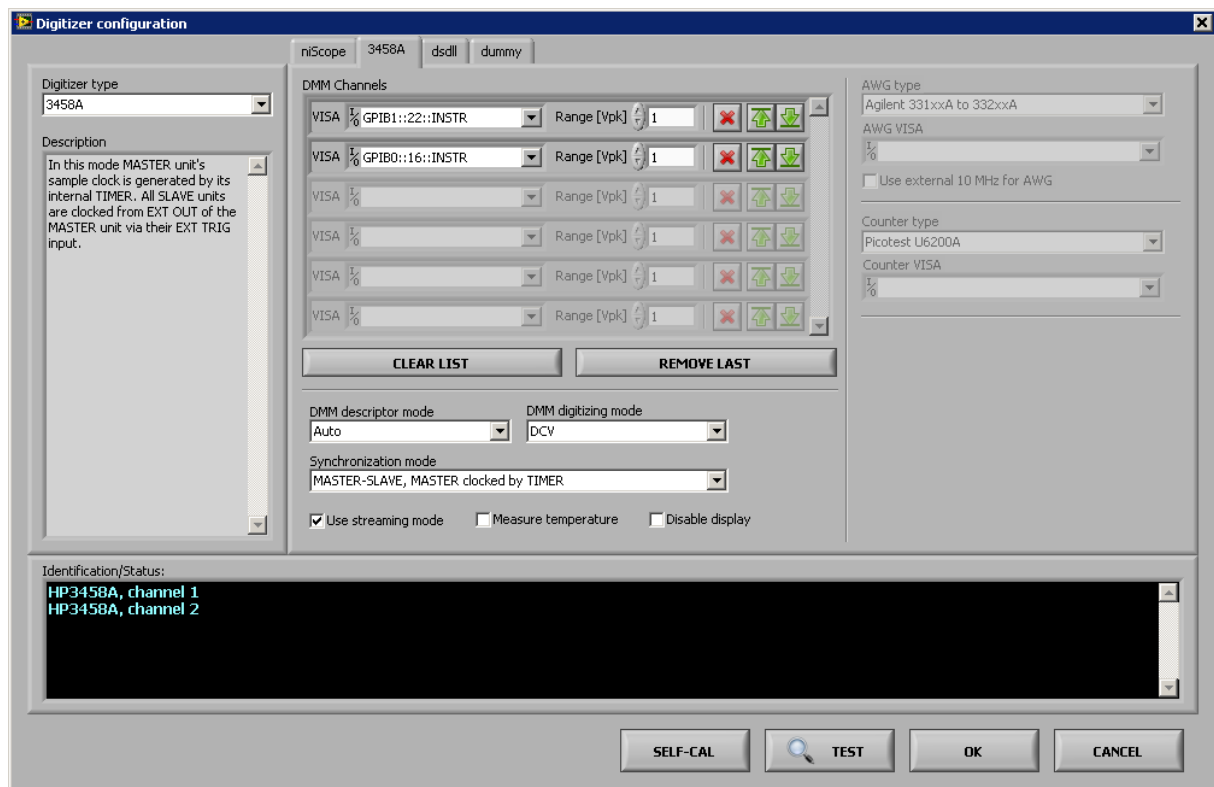 Digitizer configuration
niScope 3458A dsdll dummy
Digitizer type
3458A
Description
In this mode MASTER unit's
sample clock is generated by its
internal TIMER. All SLAVE units
are clocked from EXT OUT of the
MASTER unit via their EXT TRIG
input.
DMM Channels
VISA GPIB1::22::INSTR Range [Vpk] 1
VISA GPIB0::16::INSTR Range [Vpk] 1
VISA Range [Vpk] 1
VISA Range [Vpk] 1
VISA Range [Vpk] 1
VISA Range [Vpk] 1
CLEAR LIST REMOVE LAST
DMM descriptor mode DMM digitizing mode
Auto DCV
Synchronization mode
MASTER-SLAVE, MASTER clocked by TIMER
Use streaming mode Measure temperature Disable display
AWG type
Agilent 331xxA to 332xxA
AWG VISA
Use external 10 MHz for AWG
Counter type
Picotest U6200A
Counter VISA
Identification/Status:
HP3458A, channel 1
HP3458A, channel 2
SELF-CAL TEST OK CANCEL